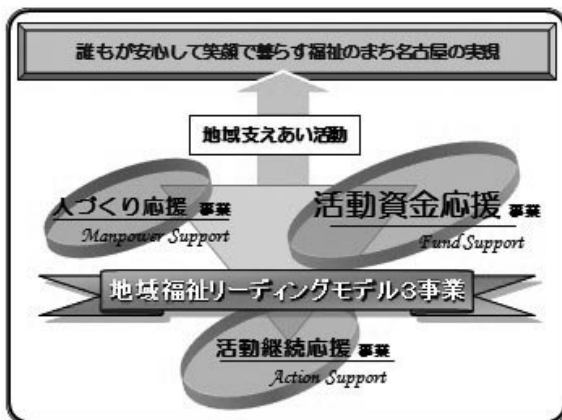 誰もが安心して笑顔で暮らす福祉のまち名古屋の実現
地域支えあい活動
人づくり応援 事業
Manpower Support
活動資金応援 事業
Fund Support
地域福祉リーディングモデル3事業
活動継続応援 事業
Action Support